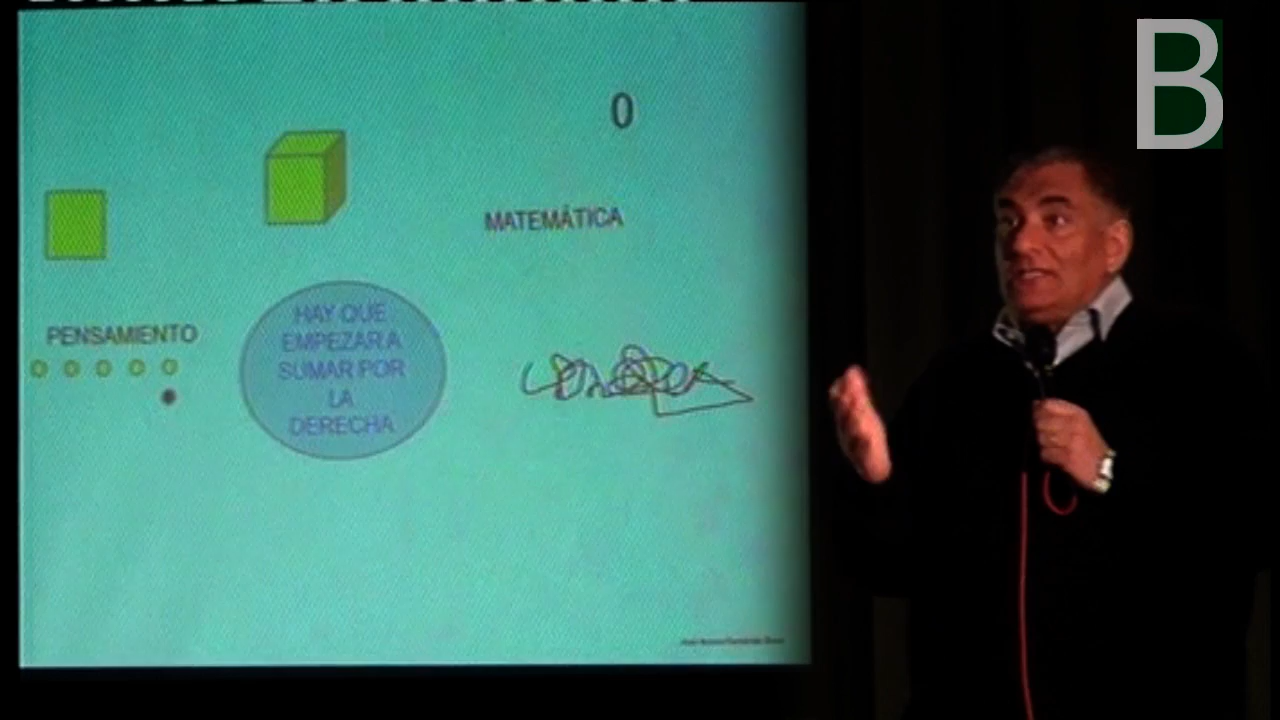 B
0
MATEMÁTICA
PENSAMIENTO
HAY QUE
EMPEZAR A
SUMAR POR
LA
DERECHA